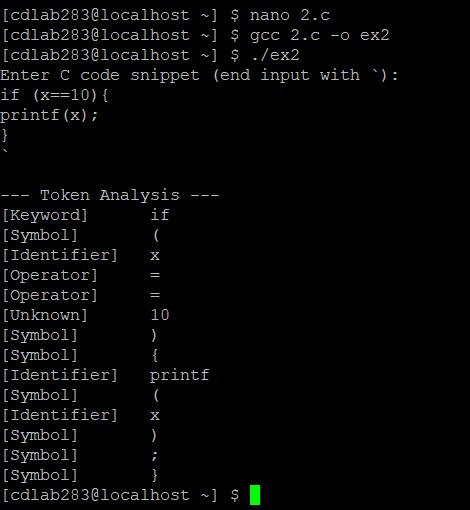 [cdlab283@localhost ~] $ nano 2.c
[cdlab283@localhost ~] $ gcc 2.c -o ex2
[cdlab283@localhost ~] $ ./ex2
Enter C code snippet (end input with `):
if (x==10){
printf(x);
}
`
--- Token Analysis ---
[Keyword] if
[Symbol] (
[Identifier] x
[Operator] =
[Operator] =
[Unknown] 10
[Symbol] )
[Symbol] {
[Identifier] printf
[Symbol] (
[Identifier] x
[Symbol] )
[Symbol] ;
[Symbol] }
[cdlab283@localhost ~] $